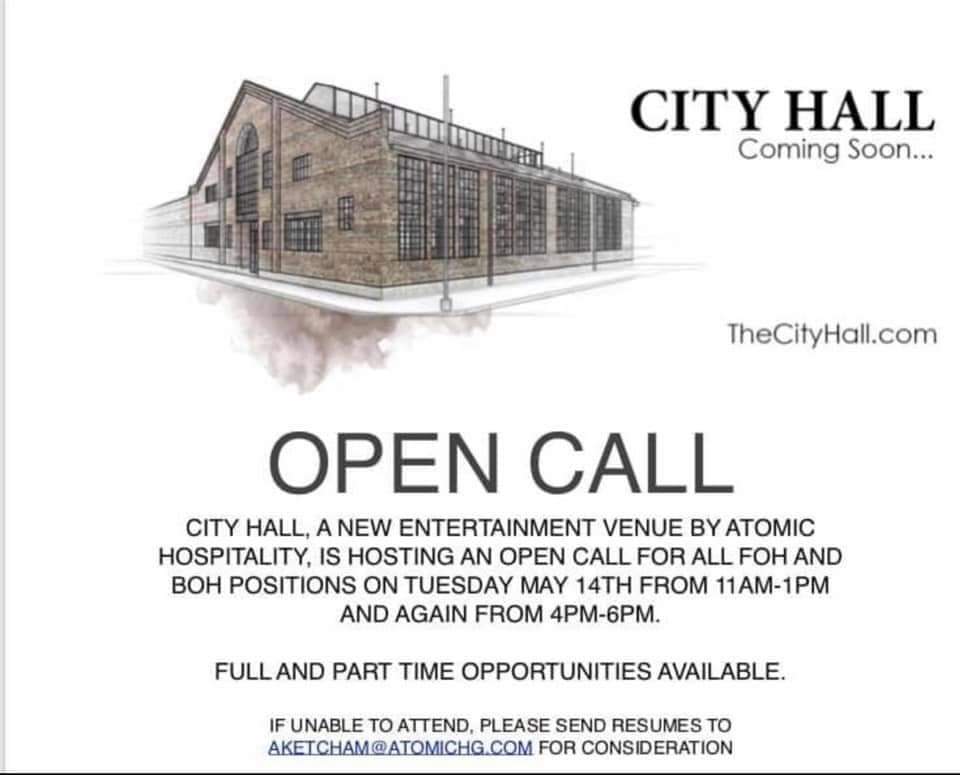 CITY HALL
Coming Soon...
TheCityHall.com
OPEN CALL
CITY HALL, A NEW ENTERTAINMENT VENUE BY ATOMIC
HOSPITALITY, IS HOSTING AN OPEN CALL FOR ALL FOH AND
BOH POSITIONS ON TUESDAY MAY 14TH FROM 11AM-1PM
AND AGAIN FROM 4PM-6PM.
FULL AND PART TIME OPPORTUNITIES AVAILABLE.
IF UNABLE TO ATTEND, PLEASE SEND RESUMES TO
AKETCHAM@ATOMICHG.COM FOR CONSIDERATION